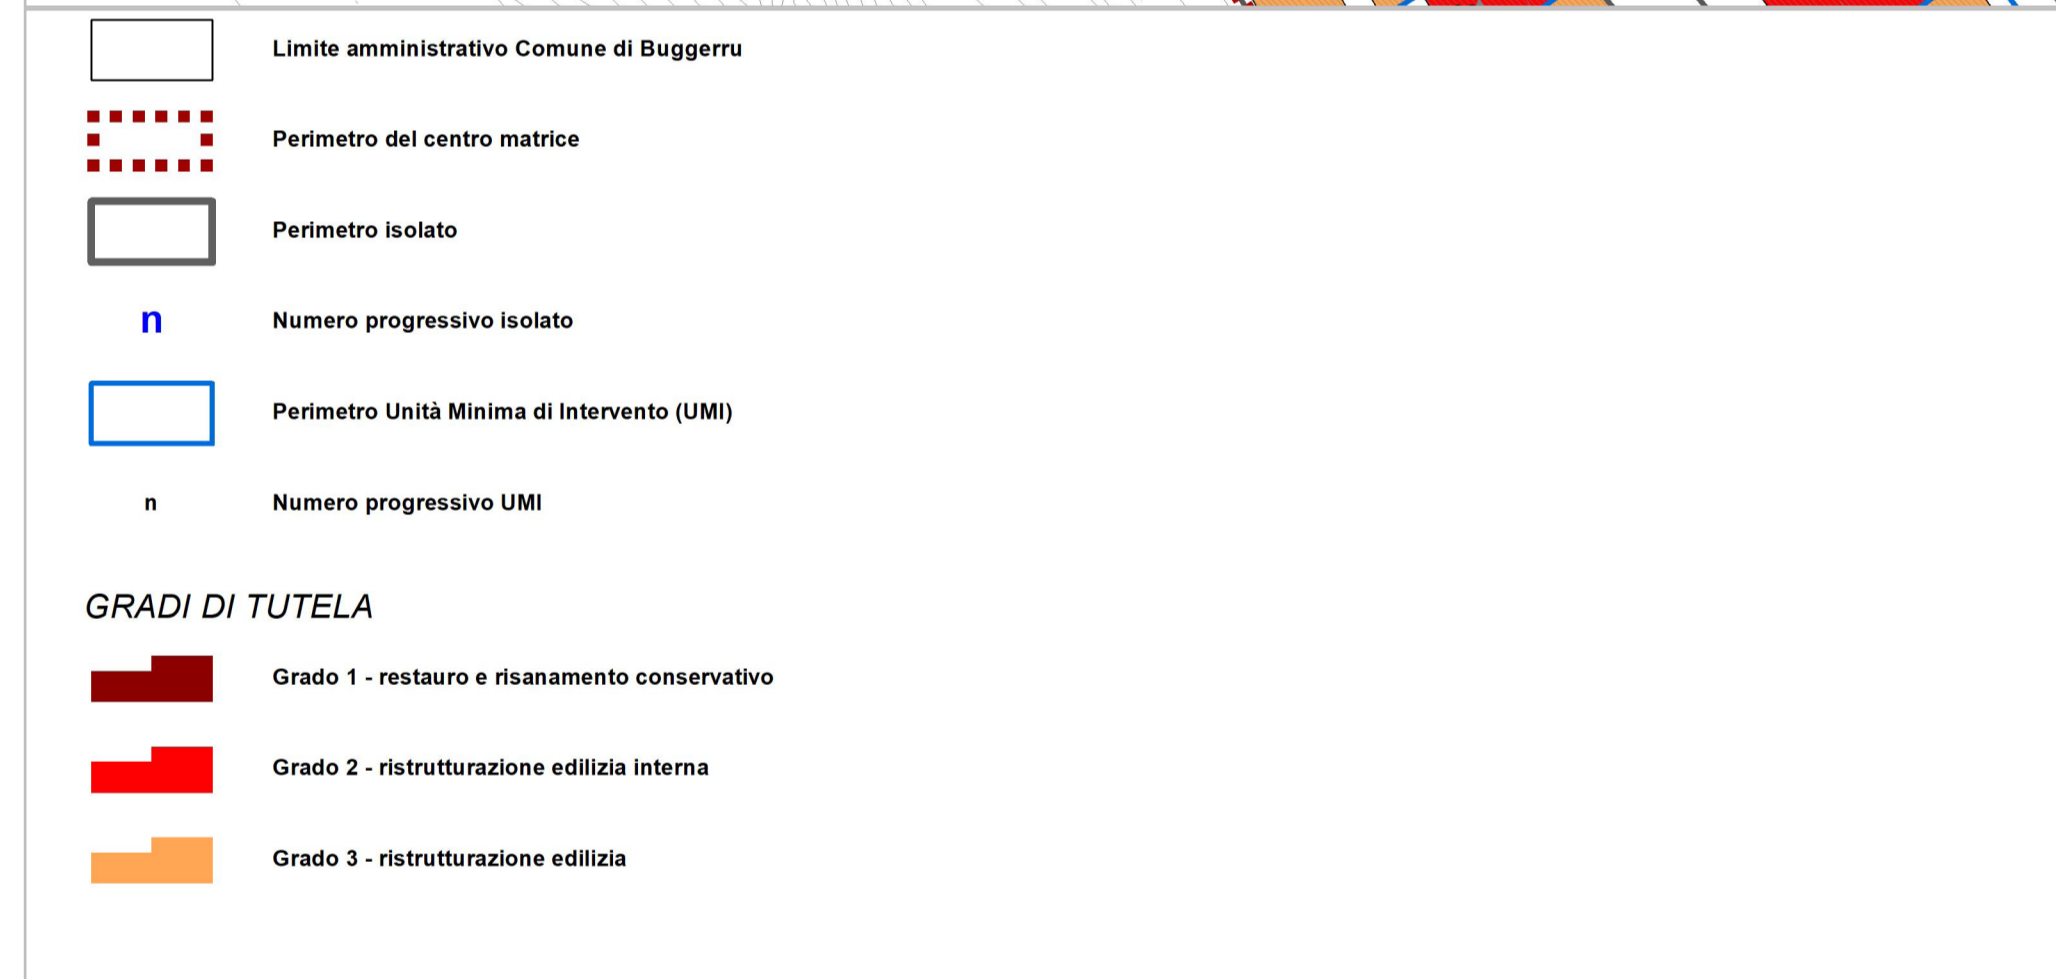 Limite amministrativo Comune di Buggerru
Perimetro del centro matrice
Perimetro isolato
n Numero progressivo isolato
Perimetro Unità Minima di Intervento (UMI)
n Numero progressivo UMI
GRADI DI TUTELA
Grado 1 - restauro e risanamento conservativo
Grado 2 - ristrutturazione edilizia interna
Grado 3 - ristrutturazione edilizia